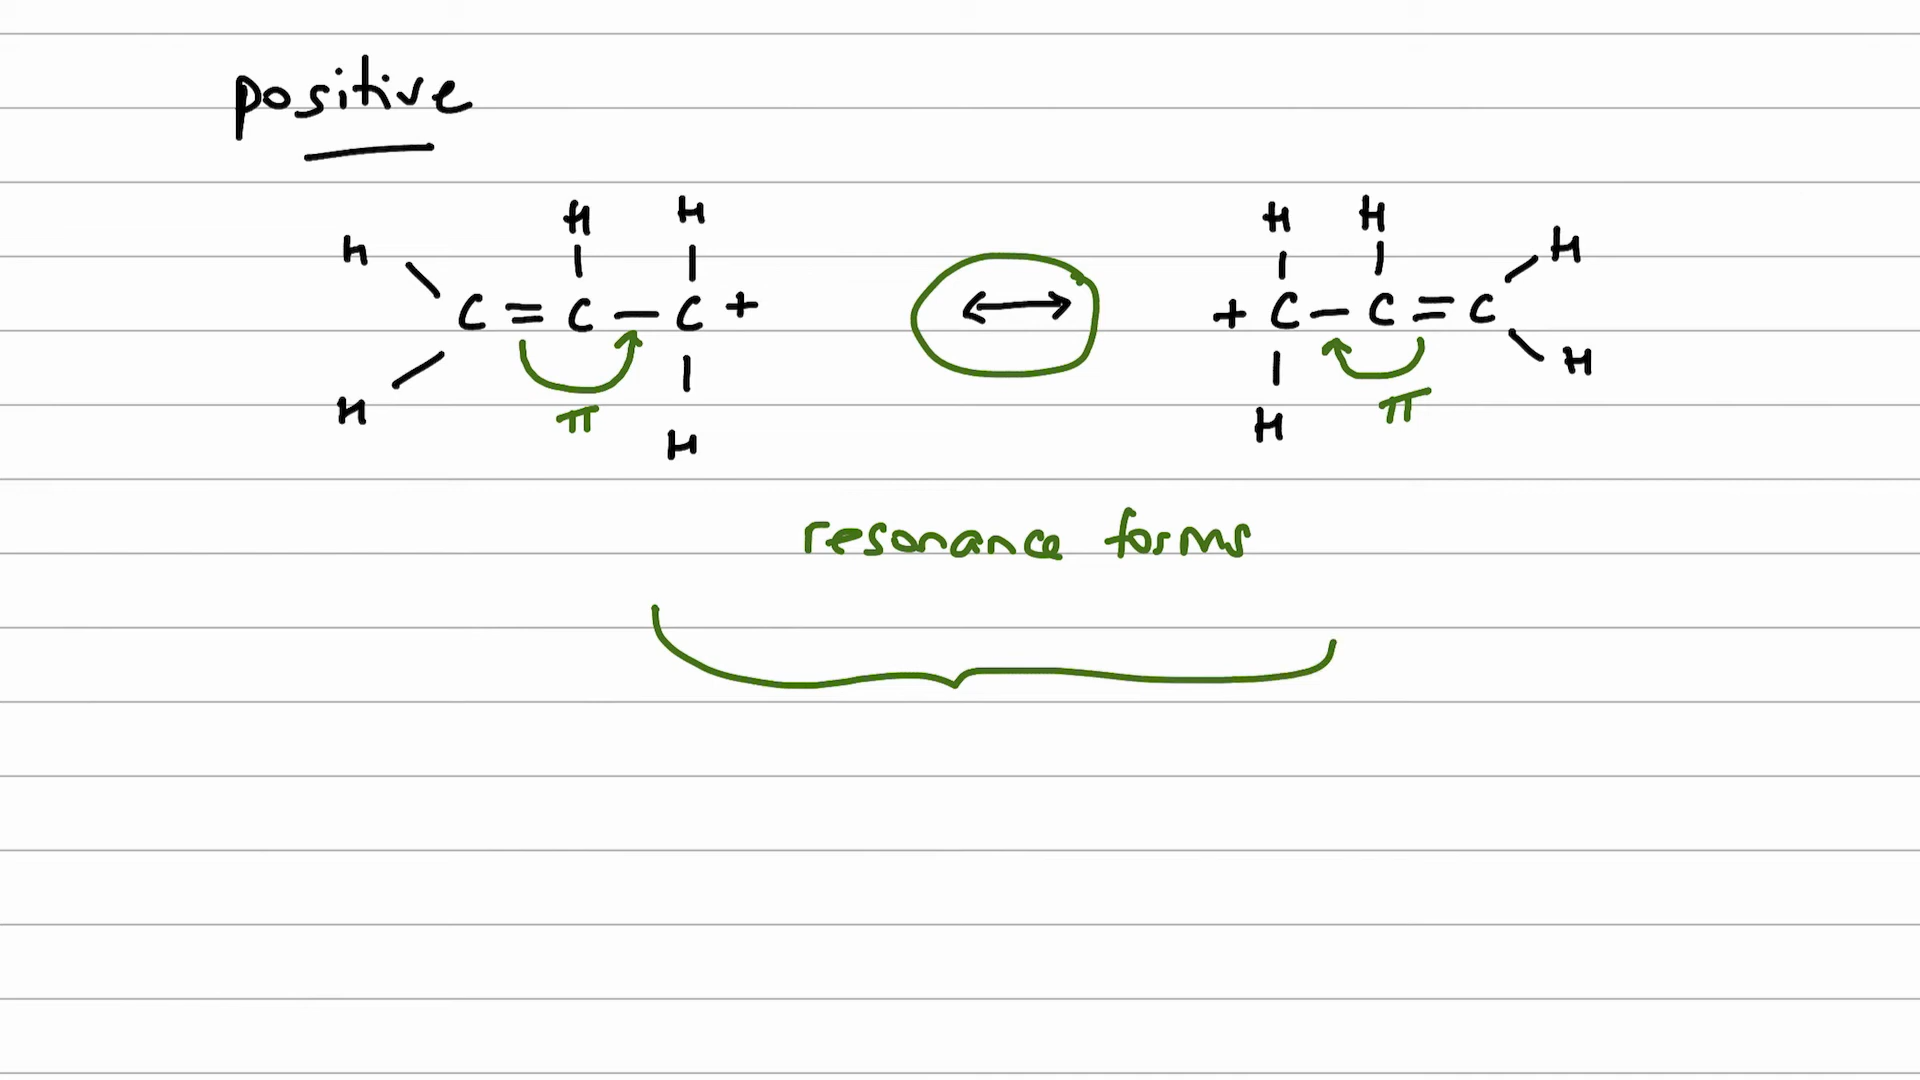 positive
H H H H H H
C = C - C + ⟷ + C - C = C
π π
H H H H
resonance forms